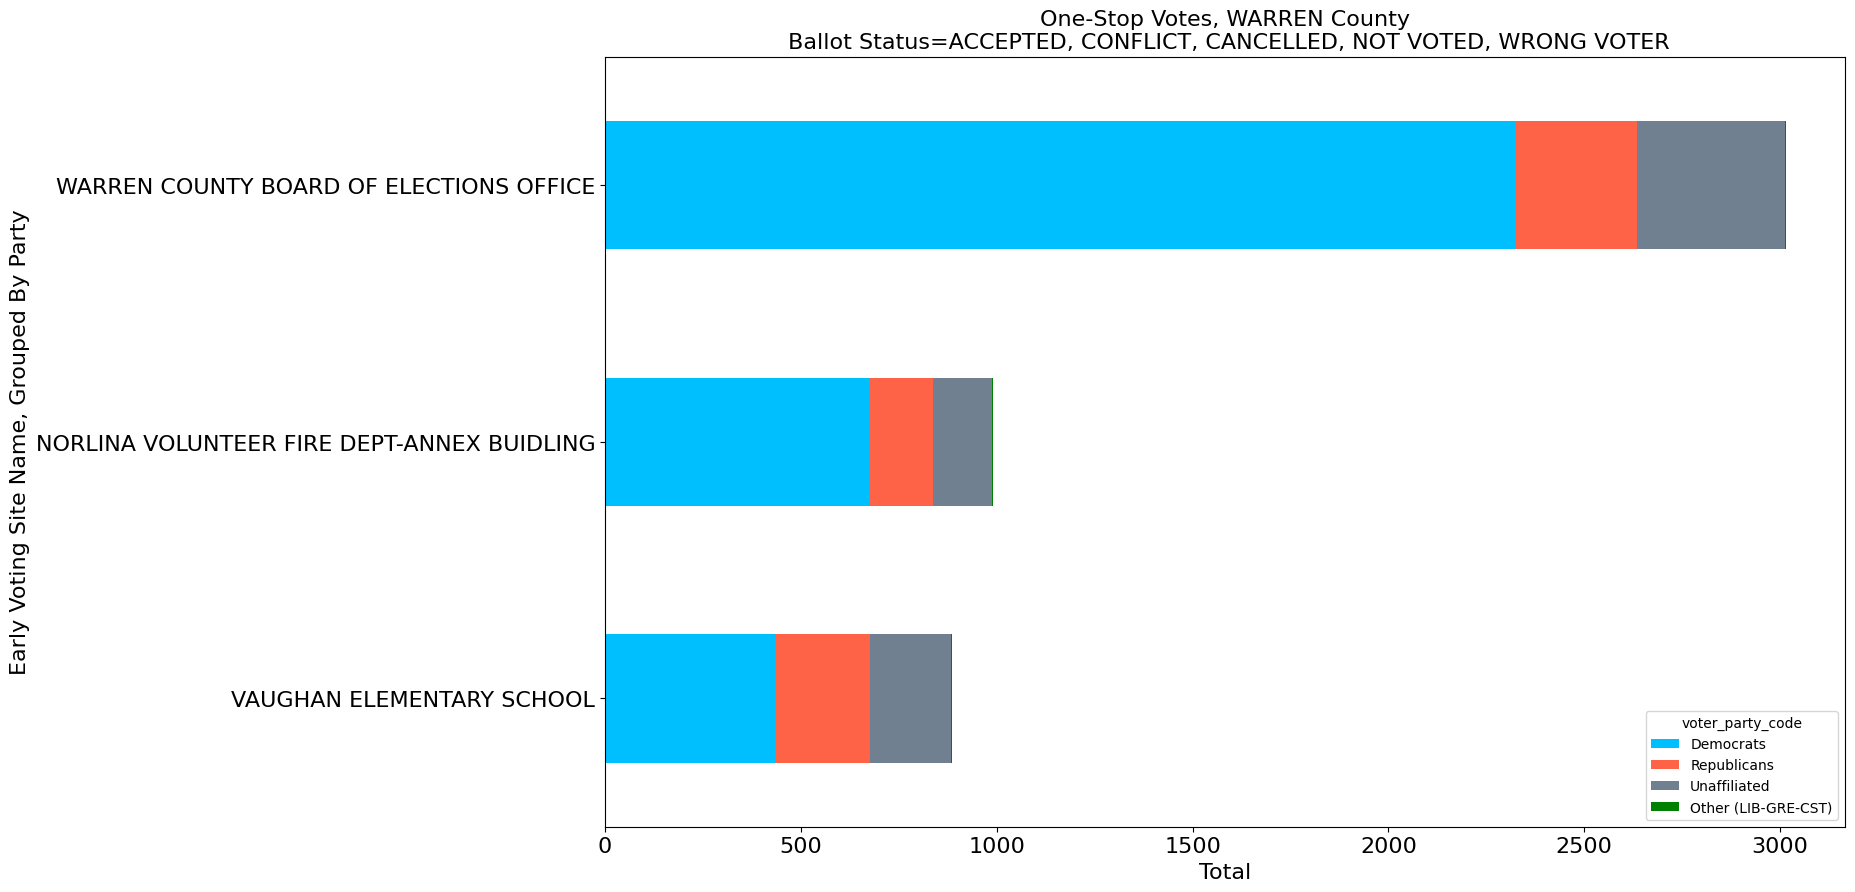 One-Stop Votes, WARREN County
Ballot Status=ACCEPTED, CONFLICT, CANCELLED, NOT VOTED, WRONG VOTER
Early Voting Site Name, Grouped By Party
WARREN COUNTY BOARD OF ELECTIONS OFFICE
NORLINA VOLUNTEER FIRE DEPT-ANNEX BUIDLING
VAUGHAN ELEMENTARY SCHOOL
voter_party_code
Democrats
Republicans
Unaffiliated
Other (LIB-GRE-CST)
0 500 1000 1500 2000 2500 3000
Total